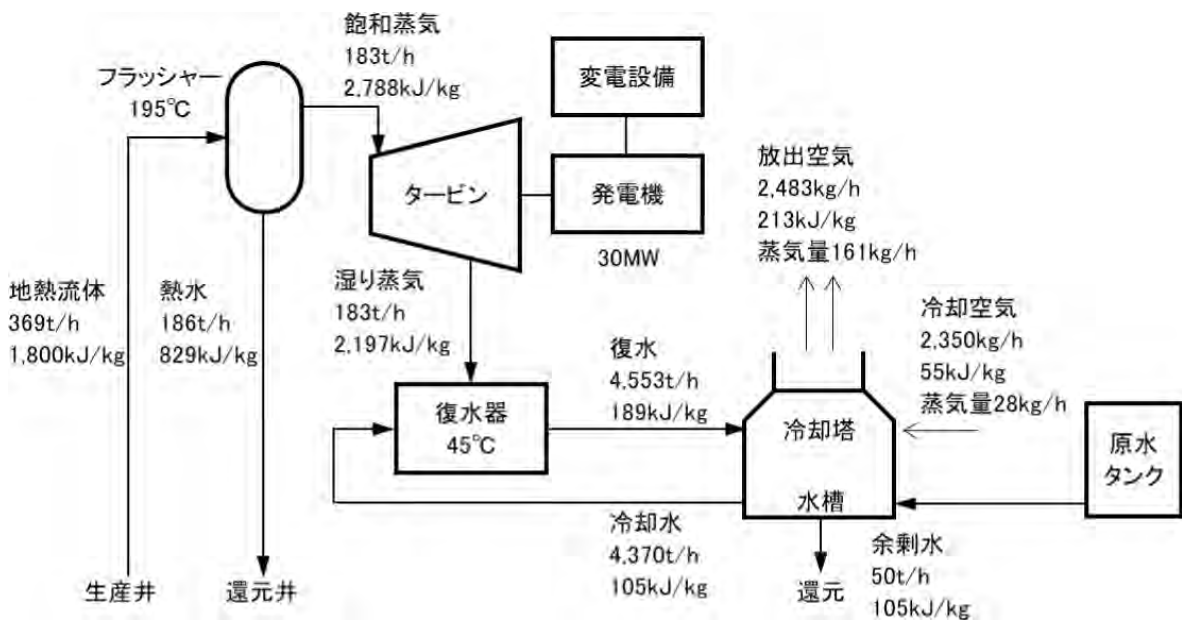 飽和蒸気
183t/h
2,788kJ/kg
フラッシャー
195℃
変電設備
タービン
発電機
30MW
放出空気
2,483kg/h
213kJ/kg
蒸気量161kg/h
地熱流体
369t/h
1,800kJ/kg
熱水
186t/h
829kJ/kg
湿り蒸気
183t/h
2,197kJ/kg
復水
4,553t/h
189kJ/kg
冷却空気
2,350kg/h
55kJ/kg
蒸気量28kg/h
復水器
45℃
冷却塔
水槽
原水
タンク
冷却水
4,370t/h
105kJ/kg
余剰水
50t/h
105kJ/kg
生産井
還元井
還元